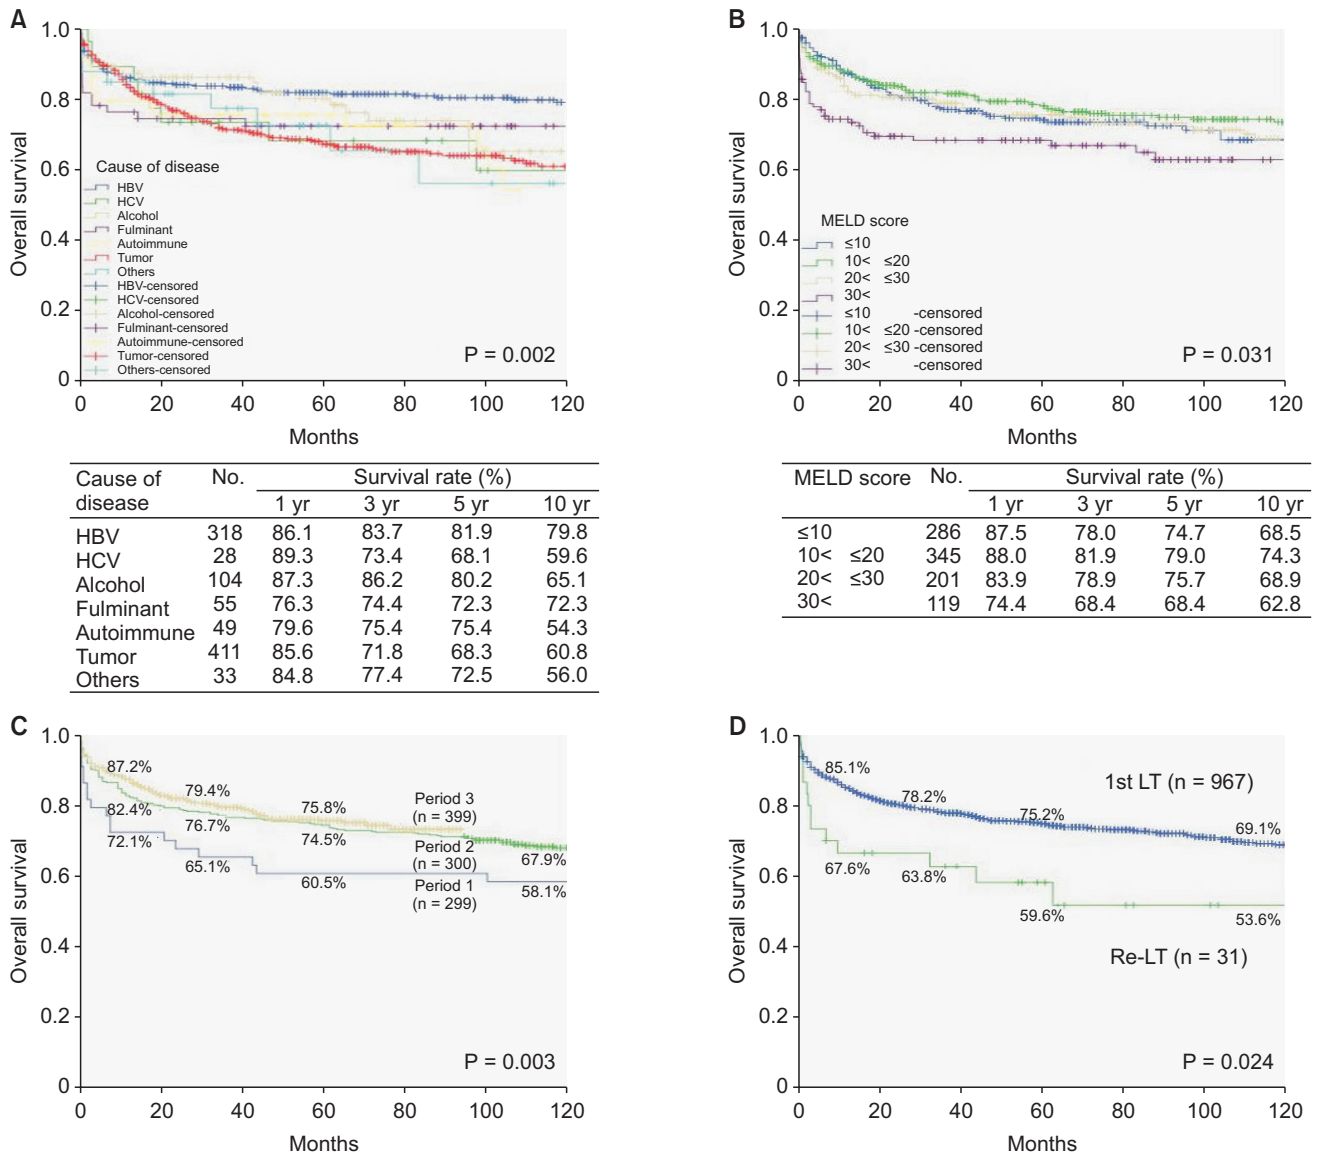 A
1.0
0.8
0.6
0.4
0.2
0
Overall survival
Cause of disease
HBV
HCV
Alcohol
Fulminant
Autoimmune
Tumor
Others
HBV-censored
HCV-censored
Alcohol-censored
Fulminant-censored
Autoimmune-censored
Tumor-censored
Others-censored
P = 0.002
0 20 40 60 80 100 120
Months
Cause of disease No. Survival rate (%)
1 yr 3 yr 5 yr 10 yr
HBV 318 86.1 83.7 81.9 79.8
HCV 28 89.3 73.4 68.1 59.6
Alcohol 104 87.3 86.2 80.2 65.1
Fulminant 55 76.3 74.4 72.3 72.3
Autoimmune 49 79.6 75.4 75.4 54.3
Tumor 411 85.6 71.8 68.3 60.8
Others 33 84.8 77.4 72.5 56.0
B
1.0
0.8
0.6
0.4
0.2
0
Overall survival
MELD score
≤10
10< ≤20
20< ≤30
30<
≤10 -censored
10< ≤20 -censored
20< ≤30 -censored
30< -censored
P = 0.031
0 20 40 60 80 100 120
Months
MELD score No. Survival rate (%)
1 yr 3 yr 5 yr 10 yr
≤10 286 87.5 78.0 74.7 68.5
10< ≤20 345 88.0 81.9 79.0 74.3
20< ≤30 201 83.9 78.9 75.7 68.9
30< 119 74.4 68.4 68.4 62.8
C
1.0
0.8
0.6
0.4
0.2
0
Overall survival
87.2%
79.4%
75.8%
Period 3
(n = 399)
82.4%
76.7%
74.5%
Period 2
(n = 300)
67.9%
72.1%
65.1%
60.5%
Period 1
(n = 299)
58.1%
P = 0.003
0 20 40 60 80 100 120
Months
D
1.0
0.8
0.6
0.4
0.2
0
Overall survival
85.1%
78.2%
75.2%
69.1%
1st LT (n = 967)
67.6%
63.8%
59.6%
53.6%
Re-LT (n = 31)
P = 0.024
0 20 40 60 80 100 120
Months